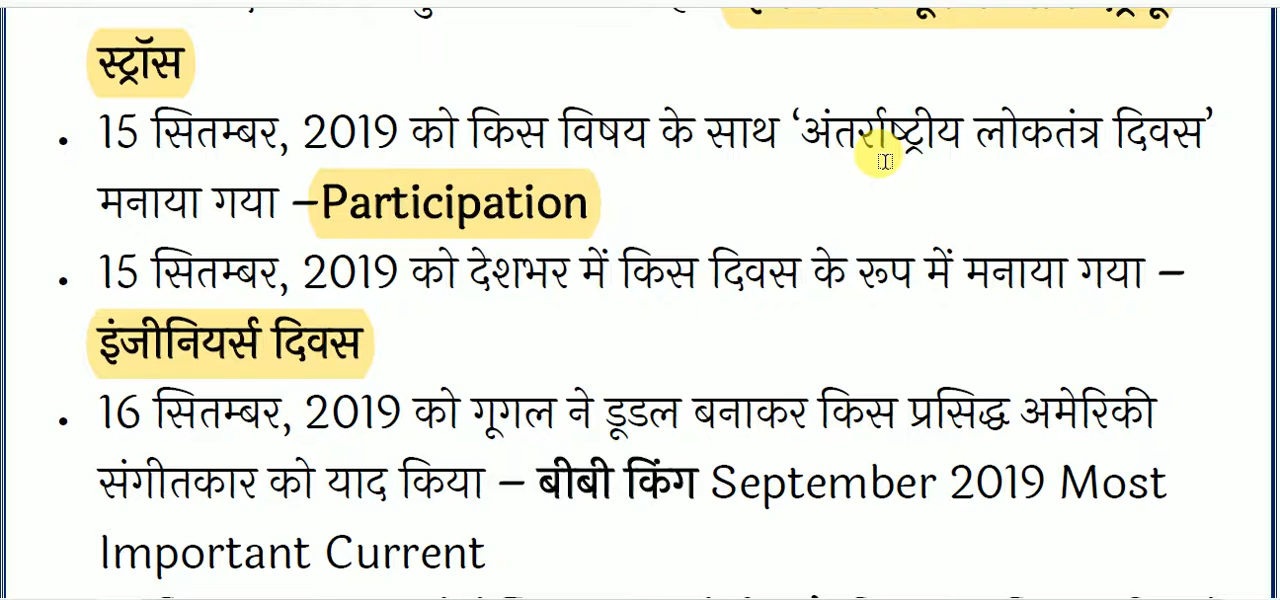 स्ट्रॉस
• 15 सितम्बर, 2019 को किस विषय के साथ ‘अंतर्राष्ट्रीय लोकतंत्र दिवस’
मनाया गया –Participation
• 15 सितम्बर, 2019 को देशभर में किस दिवस के रूप में मनाया गया –
इंजीनियर्स दिवस
• 16 सितम्बर, 2019 को गूगल ने डूडल बनाकर किस प्रसिद्ध अमेरिकी
संगीतकार को याद किया – बीबी किंग September 2019 Most
Important Current